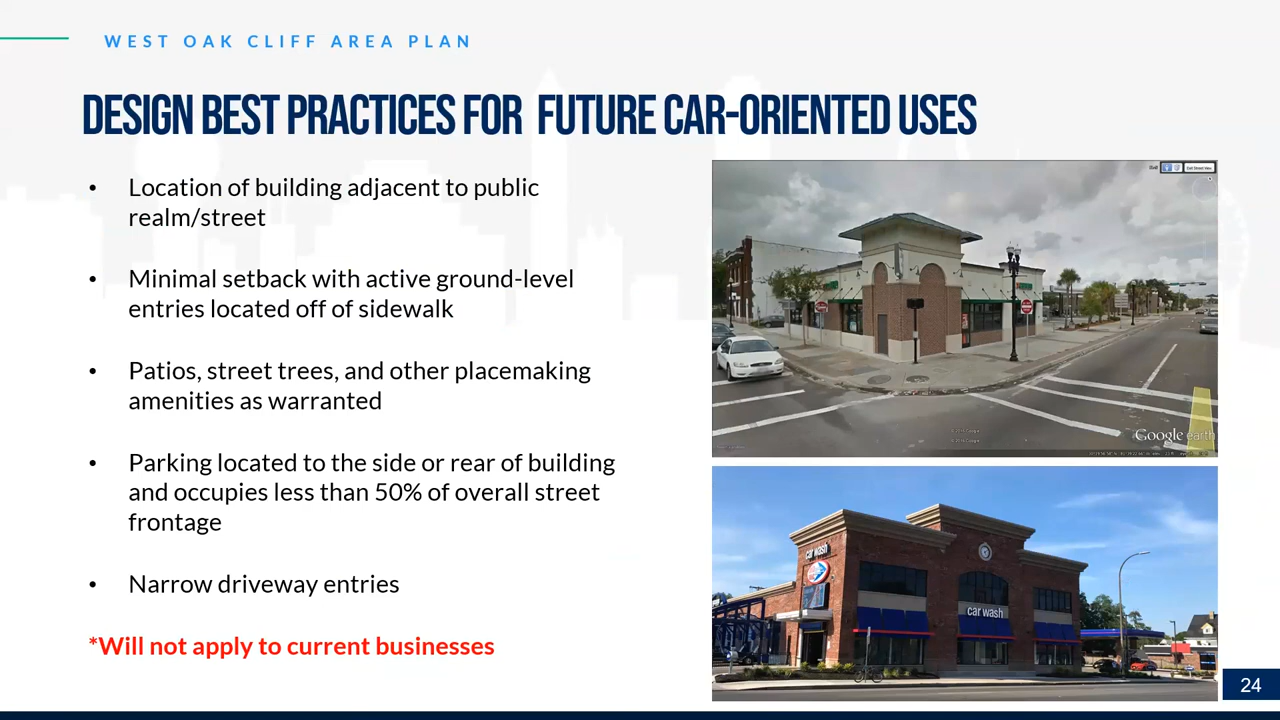 WEST OAK CLIFF AREA PLAN
DESIGN BEST PRACTICES FOR FUTURE CAR-ORIENTED USES
• Location of building adjacent to public
realm/street
• Minimal setback with active ground-level
entries located off of sidewalk
• Patios, street trees, and other placemaking
amenities as warranted
• Parking located to the side or rear of building
and occupies less than 50% of overall street
frontage
• Narrow driveway entries
*Will not apply to current businesses
Exit Street View
Google earth
car wash
car wash
24